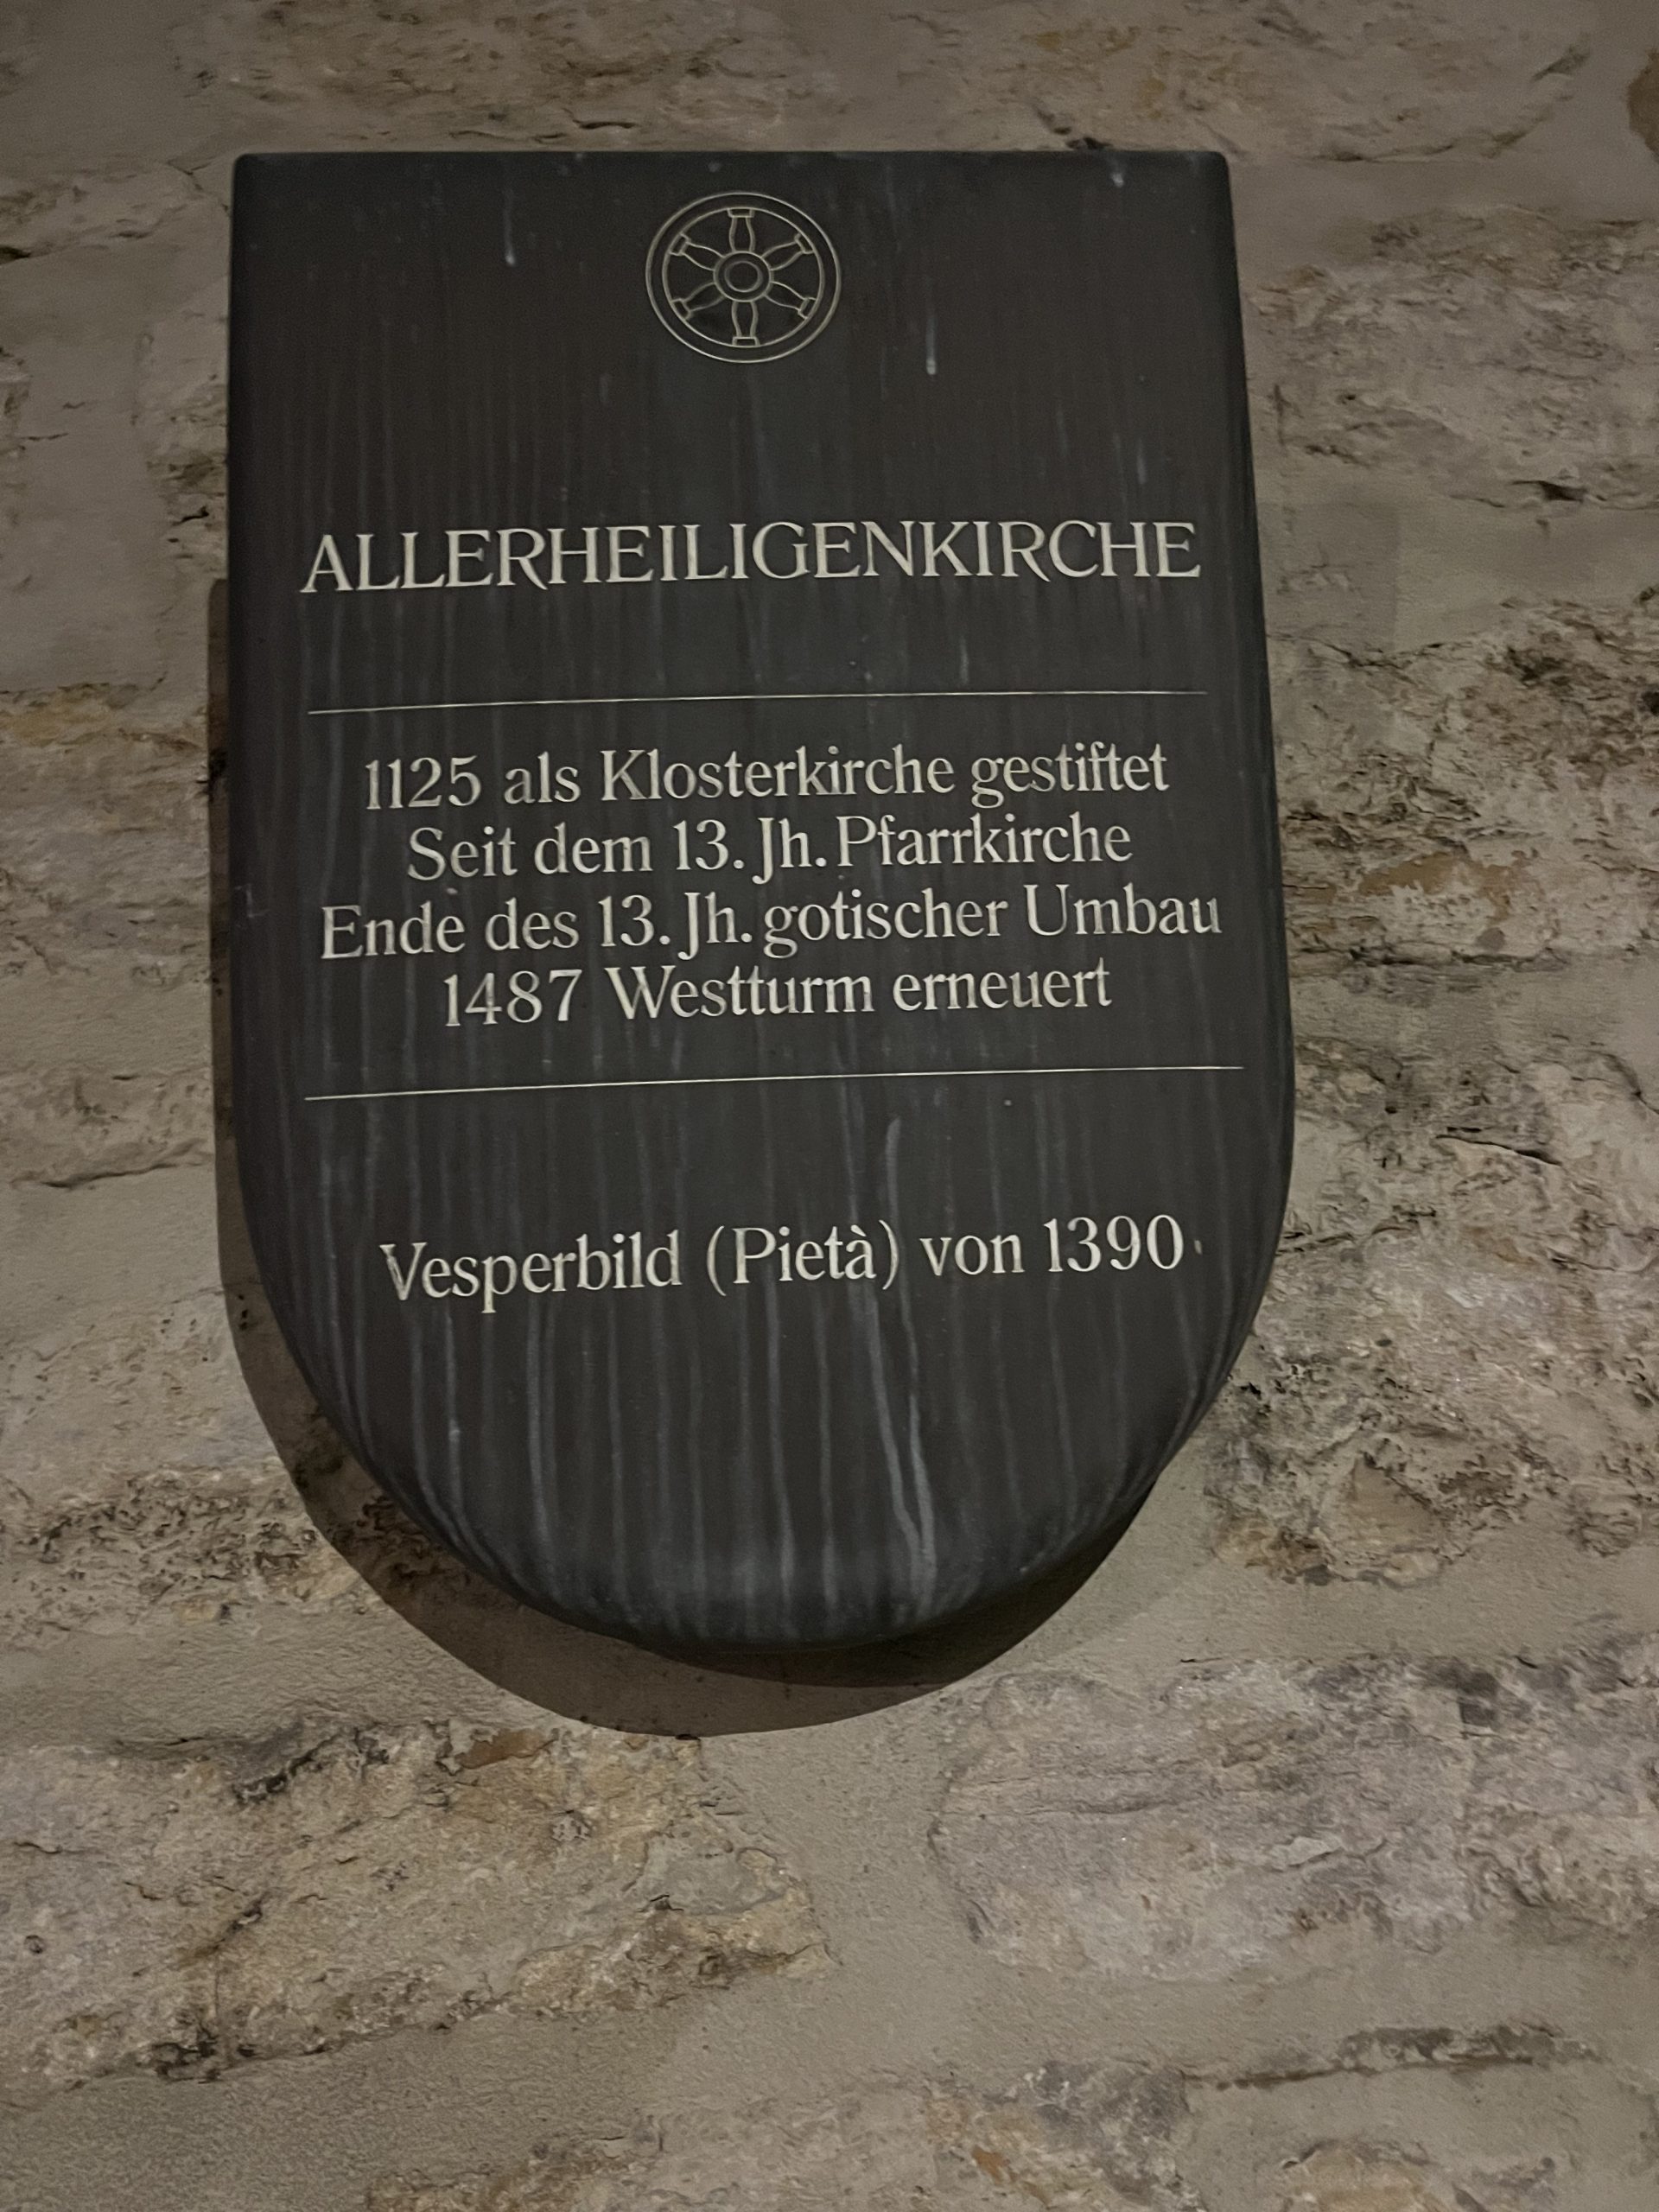 ALLERHEILIGENKIRCHE
1125 als Klosterkirche gestiftet
Seit dem 13. Jh. Pfarrkirche
Ende des 13. Jh. gotischer Umbau
1487 Westturm erneuert
Vesperbild (Pietà) von 1390